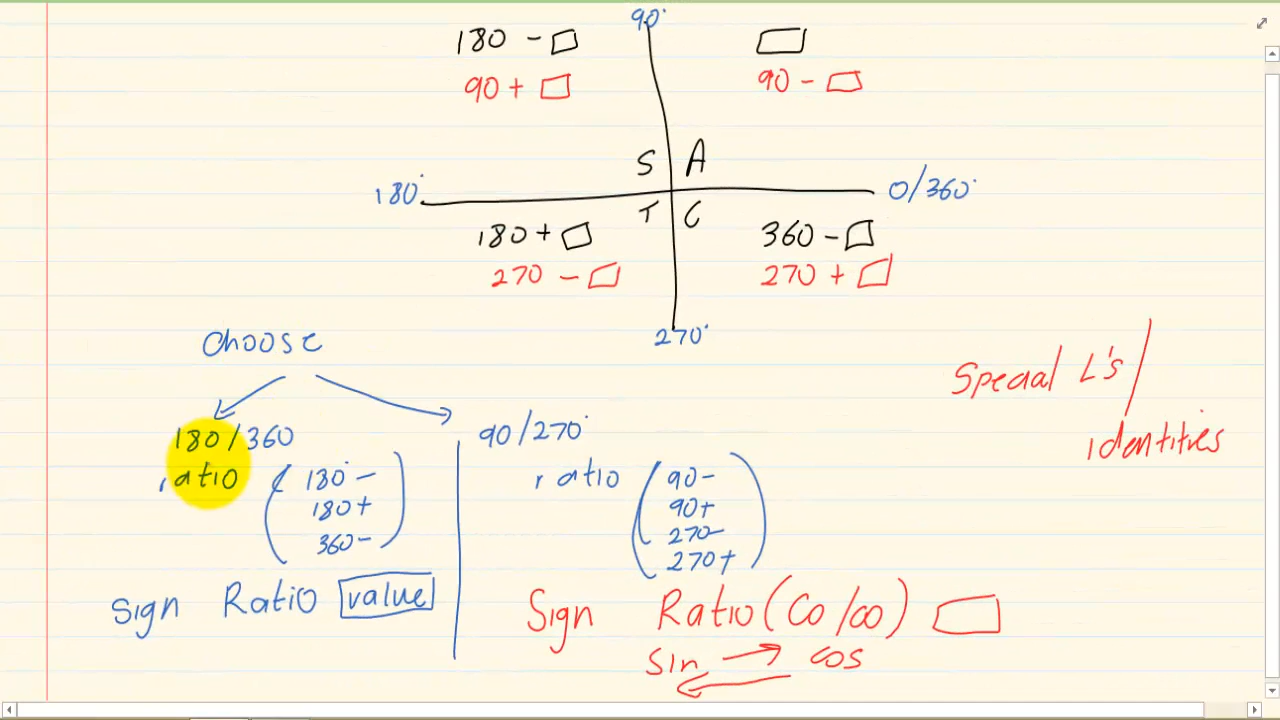 90°
180 - □
□
90 + □
90 - □
S A
180°
0/360°
T C
180 + □
360 - □
270 - □
270 + □
270°
Choose
Special L's /
identities
180/360
90/270°
ratio ( 180° -
180 +
360 - )
ratio ( 90 -
90 +
270 -
270 + )
Sign Ratio value
Sign Ratio (Co/co) □
sin → cos